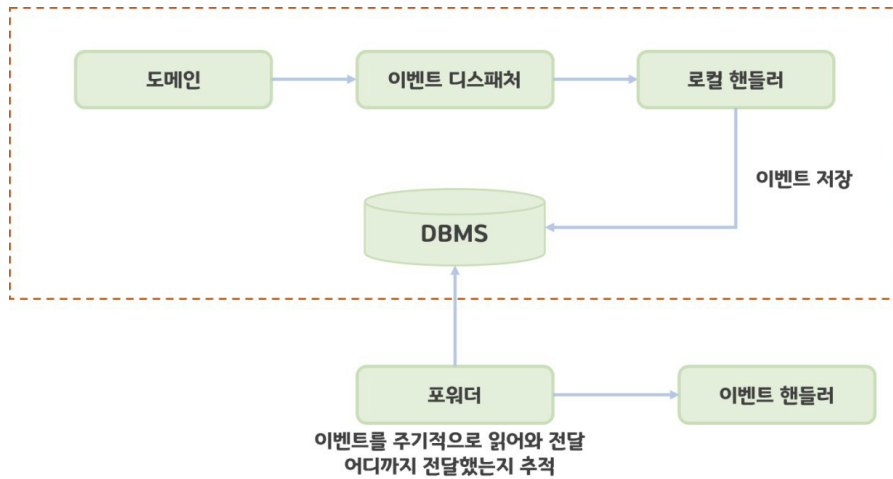 도메인
이벤트 디스패처
로컬 핸들러
이벤트 저장
DBMS
포워더
이벤트 핸들러
이벤트를 주기적으로 읽어와 전달
어디까지 전달했는지 추적